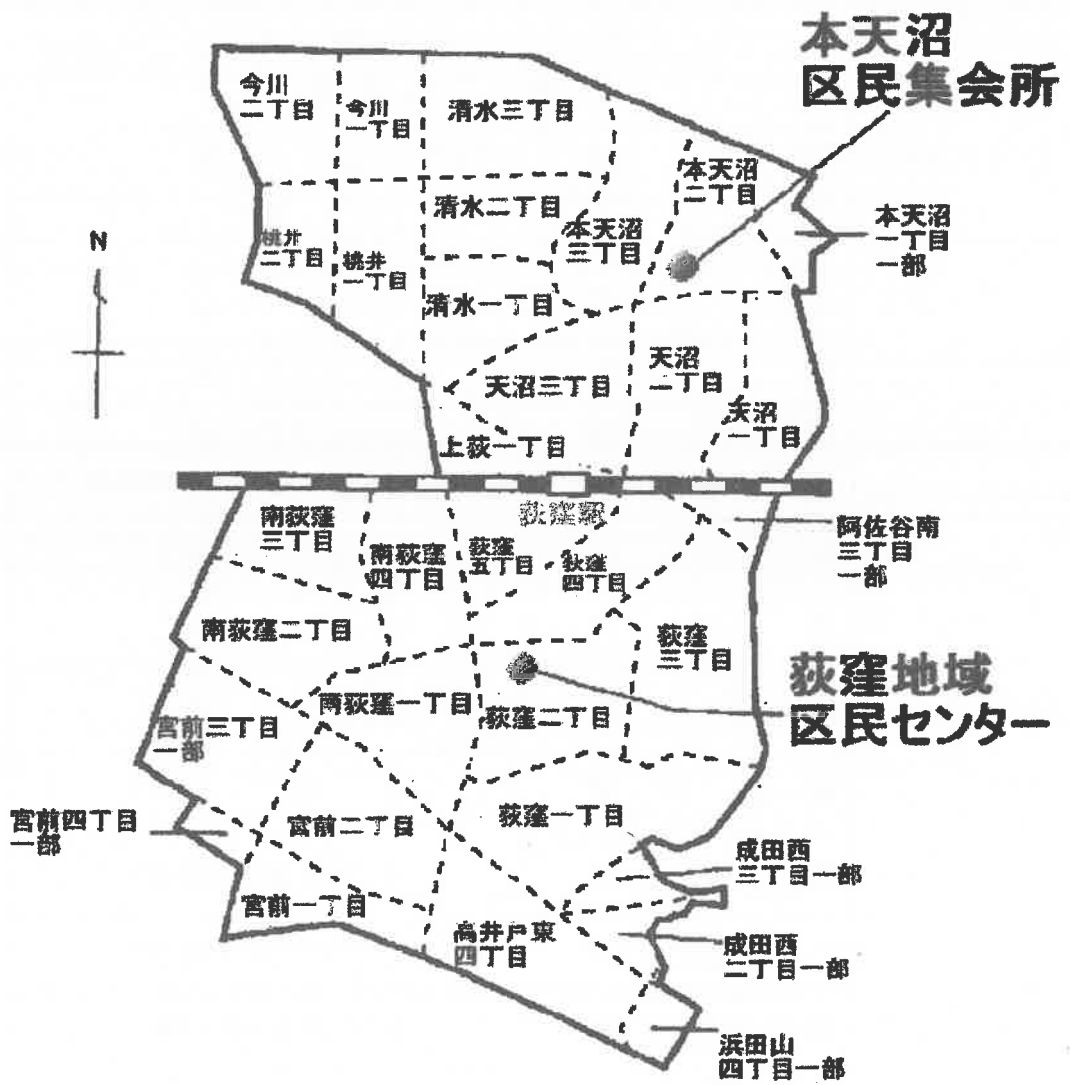 本天沼
区民集会所
今川
二丁目
今川
一丁目
清水三丁目
本天沼
二丁目
清水二丁目
本天沼
三丁目
本天沼
一丁目
一部
N
桃井
二丁目
桃井
一丁目
清水一丁目
天沼三丁目
天沼
二丁目
天沼
一丁目
上荻一丁目
荻窪駅
南荻窪
三丁目
南荻窪
四丁目
荻窪
五丁目
荻窪
四丁目
阿佐谷南
三丁目
一部
南荻窪二丁目
荻窪
三丁目
南荻窪一丁目
荻窪二丁目
荻窪地域
区民センター
宮前三丁目
一部
宮前四丁目
一部
宮前二丁目
荻窪一丁目
成田西
三丁目一部
宮前一丁目
高井戸東
四丁目
成田西
二丁目一部
浜田山
四丁目一部